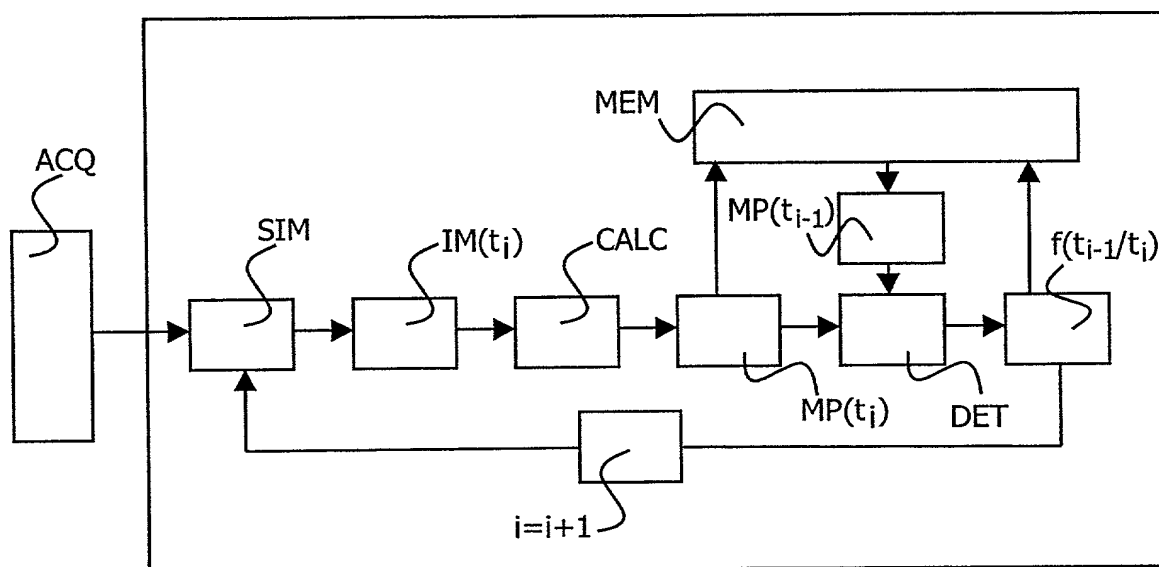 MEM
ACQ
MP(ti-1)
SIM
IM(ti)
CALC
f(ti-1/ti)
MP(ti)
DET
i=i+1